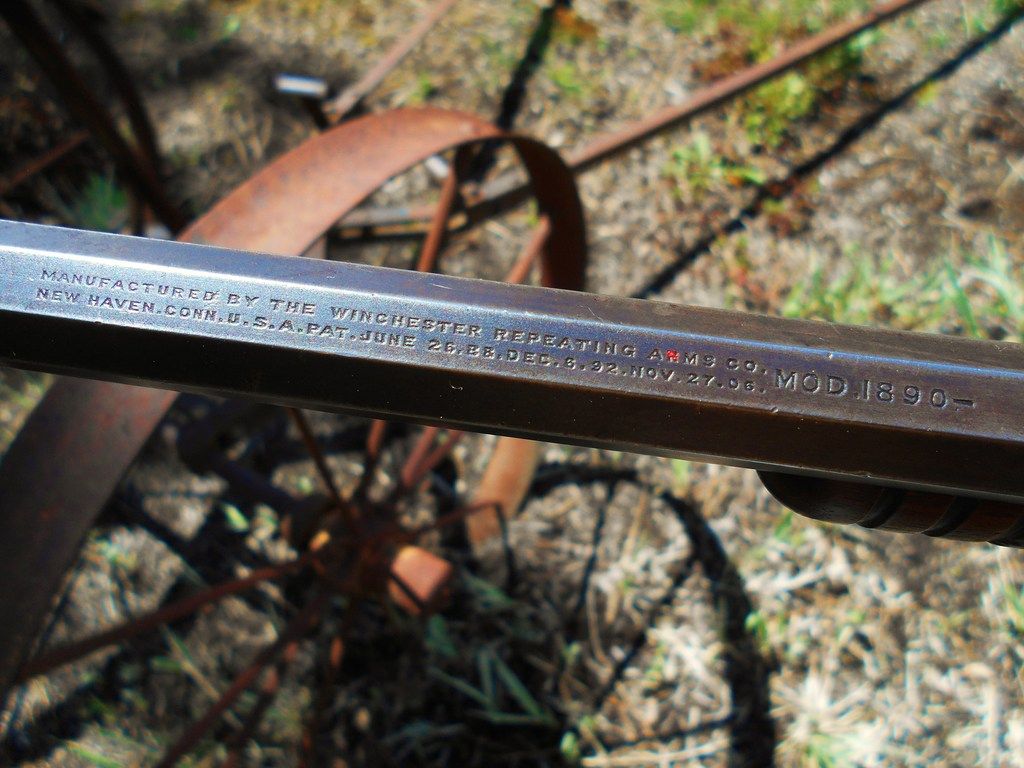 MANUFACTURED BY THE WINCHESTER REPEATING ARMS CO.
NEW HAVEN.CONN.U.S.A.PAT.JUNE 26.88.DEC.6.92.NOV.27.06.
MOD.1890-